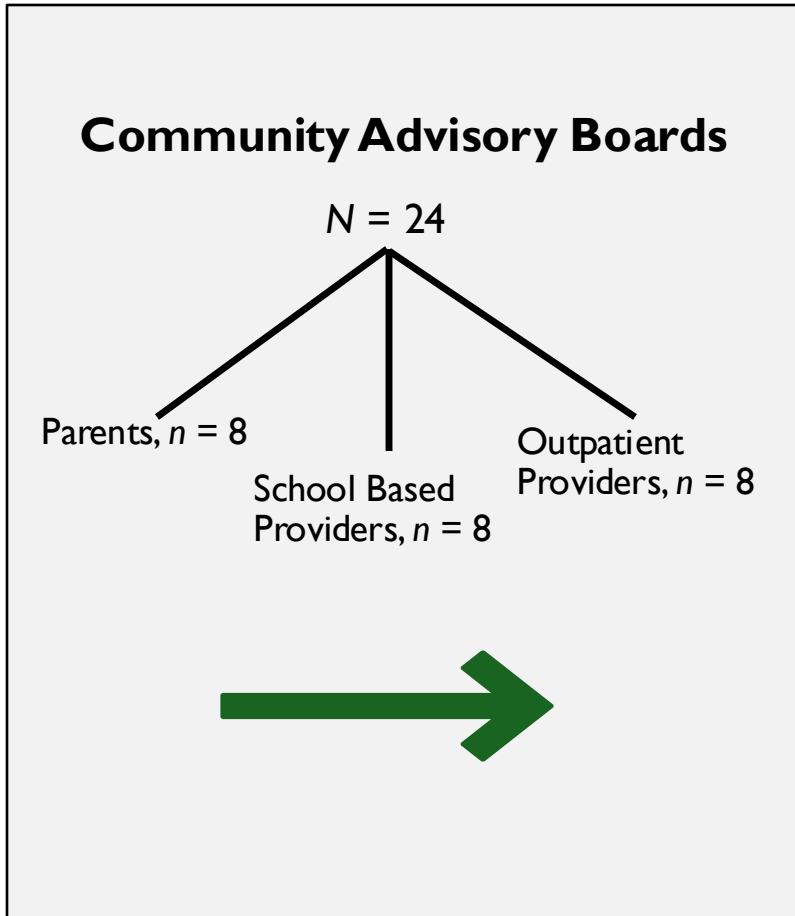 Community Advisory Boards
N = 24
Parents, n = 8
School Based
Providers, n = 8
Outpatient
Providers, n = 8